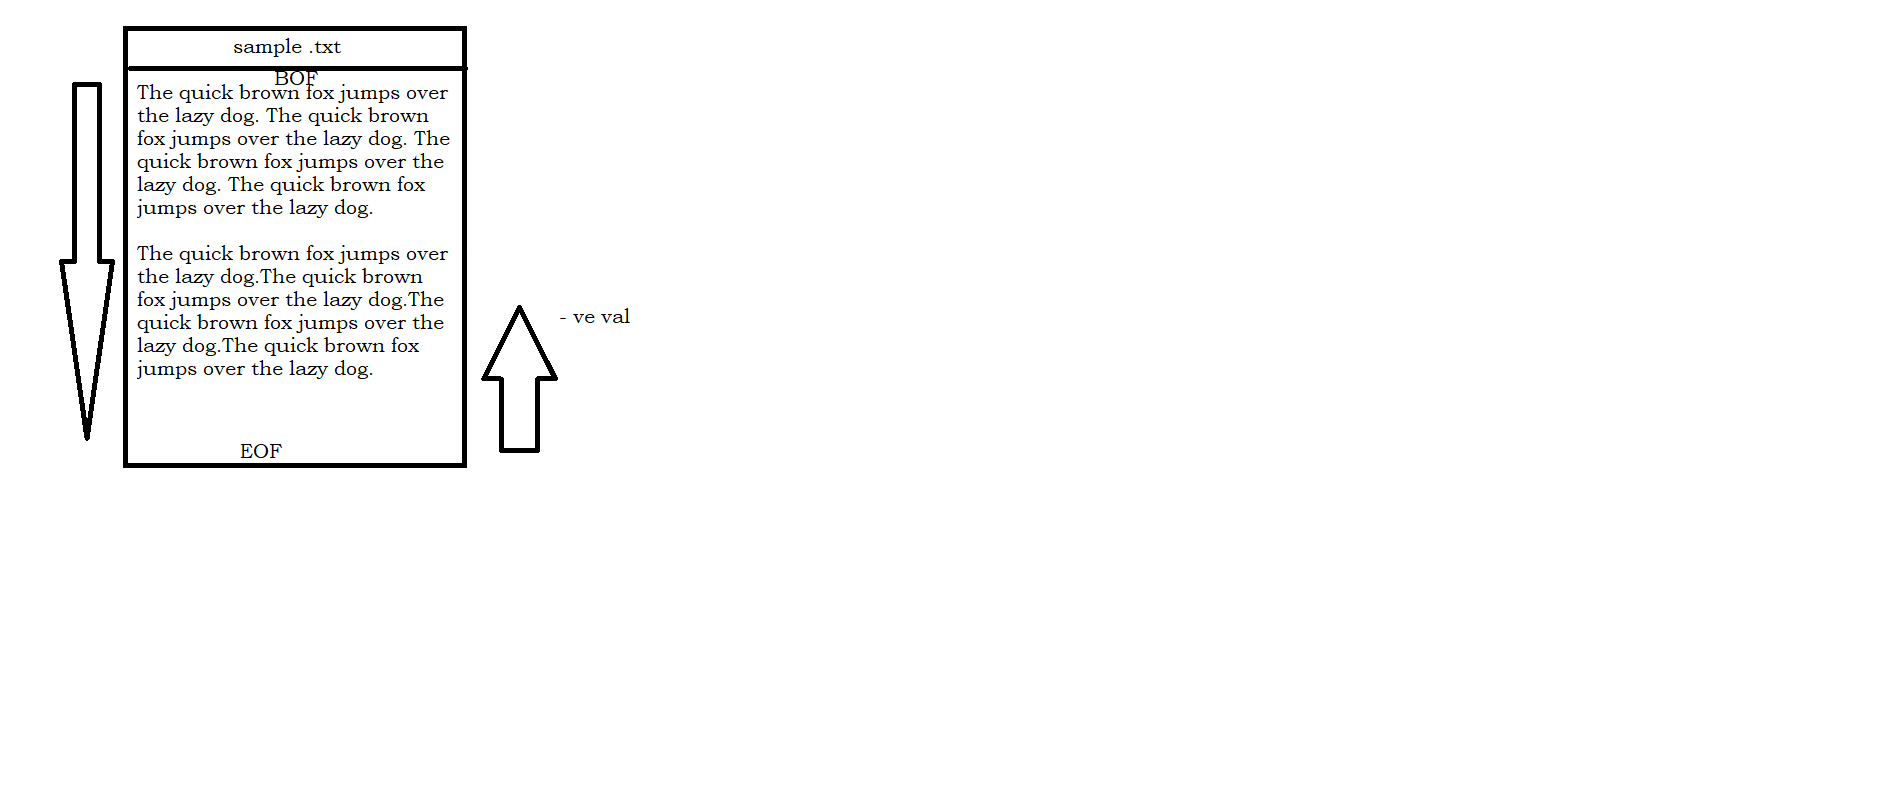 sample .txt
BOF
The quick brown fox jumps over
the lazy dog. The quick brown
fox jumps over the lazy dog. The
quick brown fox jumps over the
lazy dog. The quick brown fox
jumps over the lazy dog.
The quick brown fox jumps over
the lazy dog.The quick brown
fox jumps over the lazy dog.The
quick brown fox jumps over the
lazy dog.The quick brown fox
jumps over the lazy dog.
EOF
- ve val